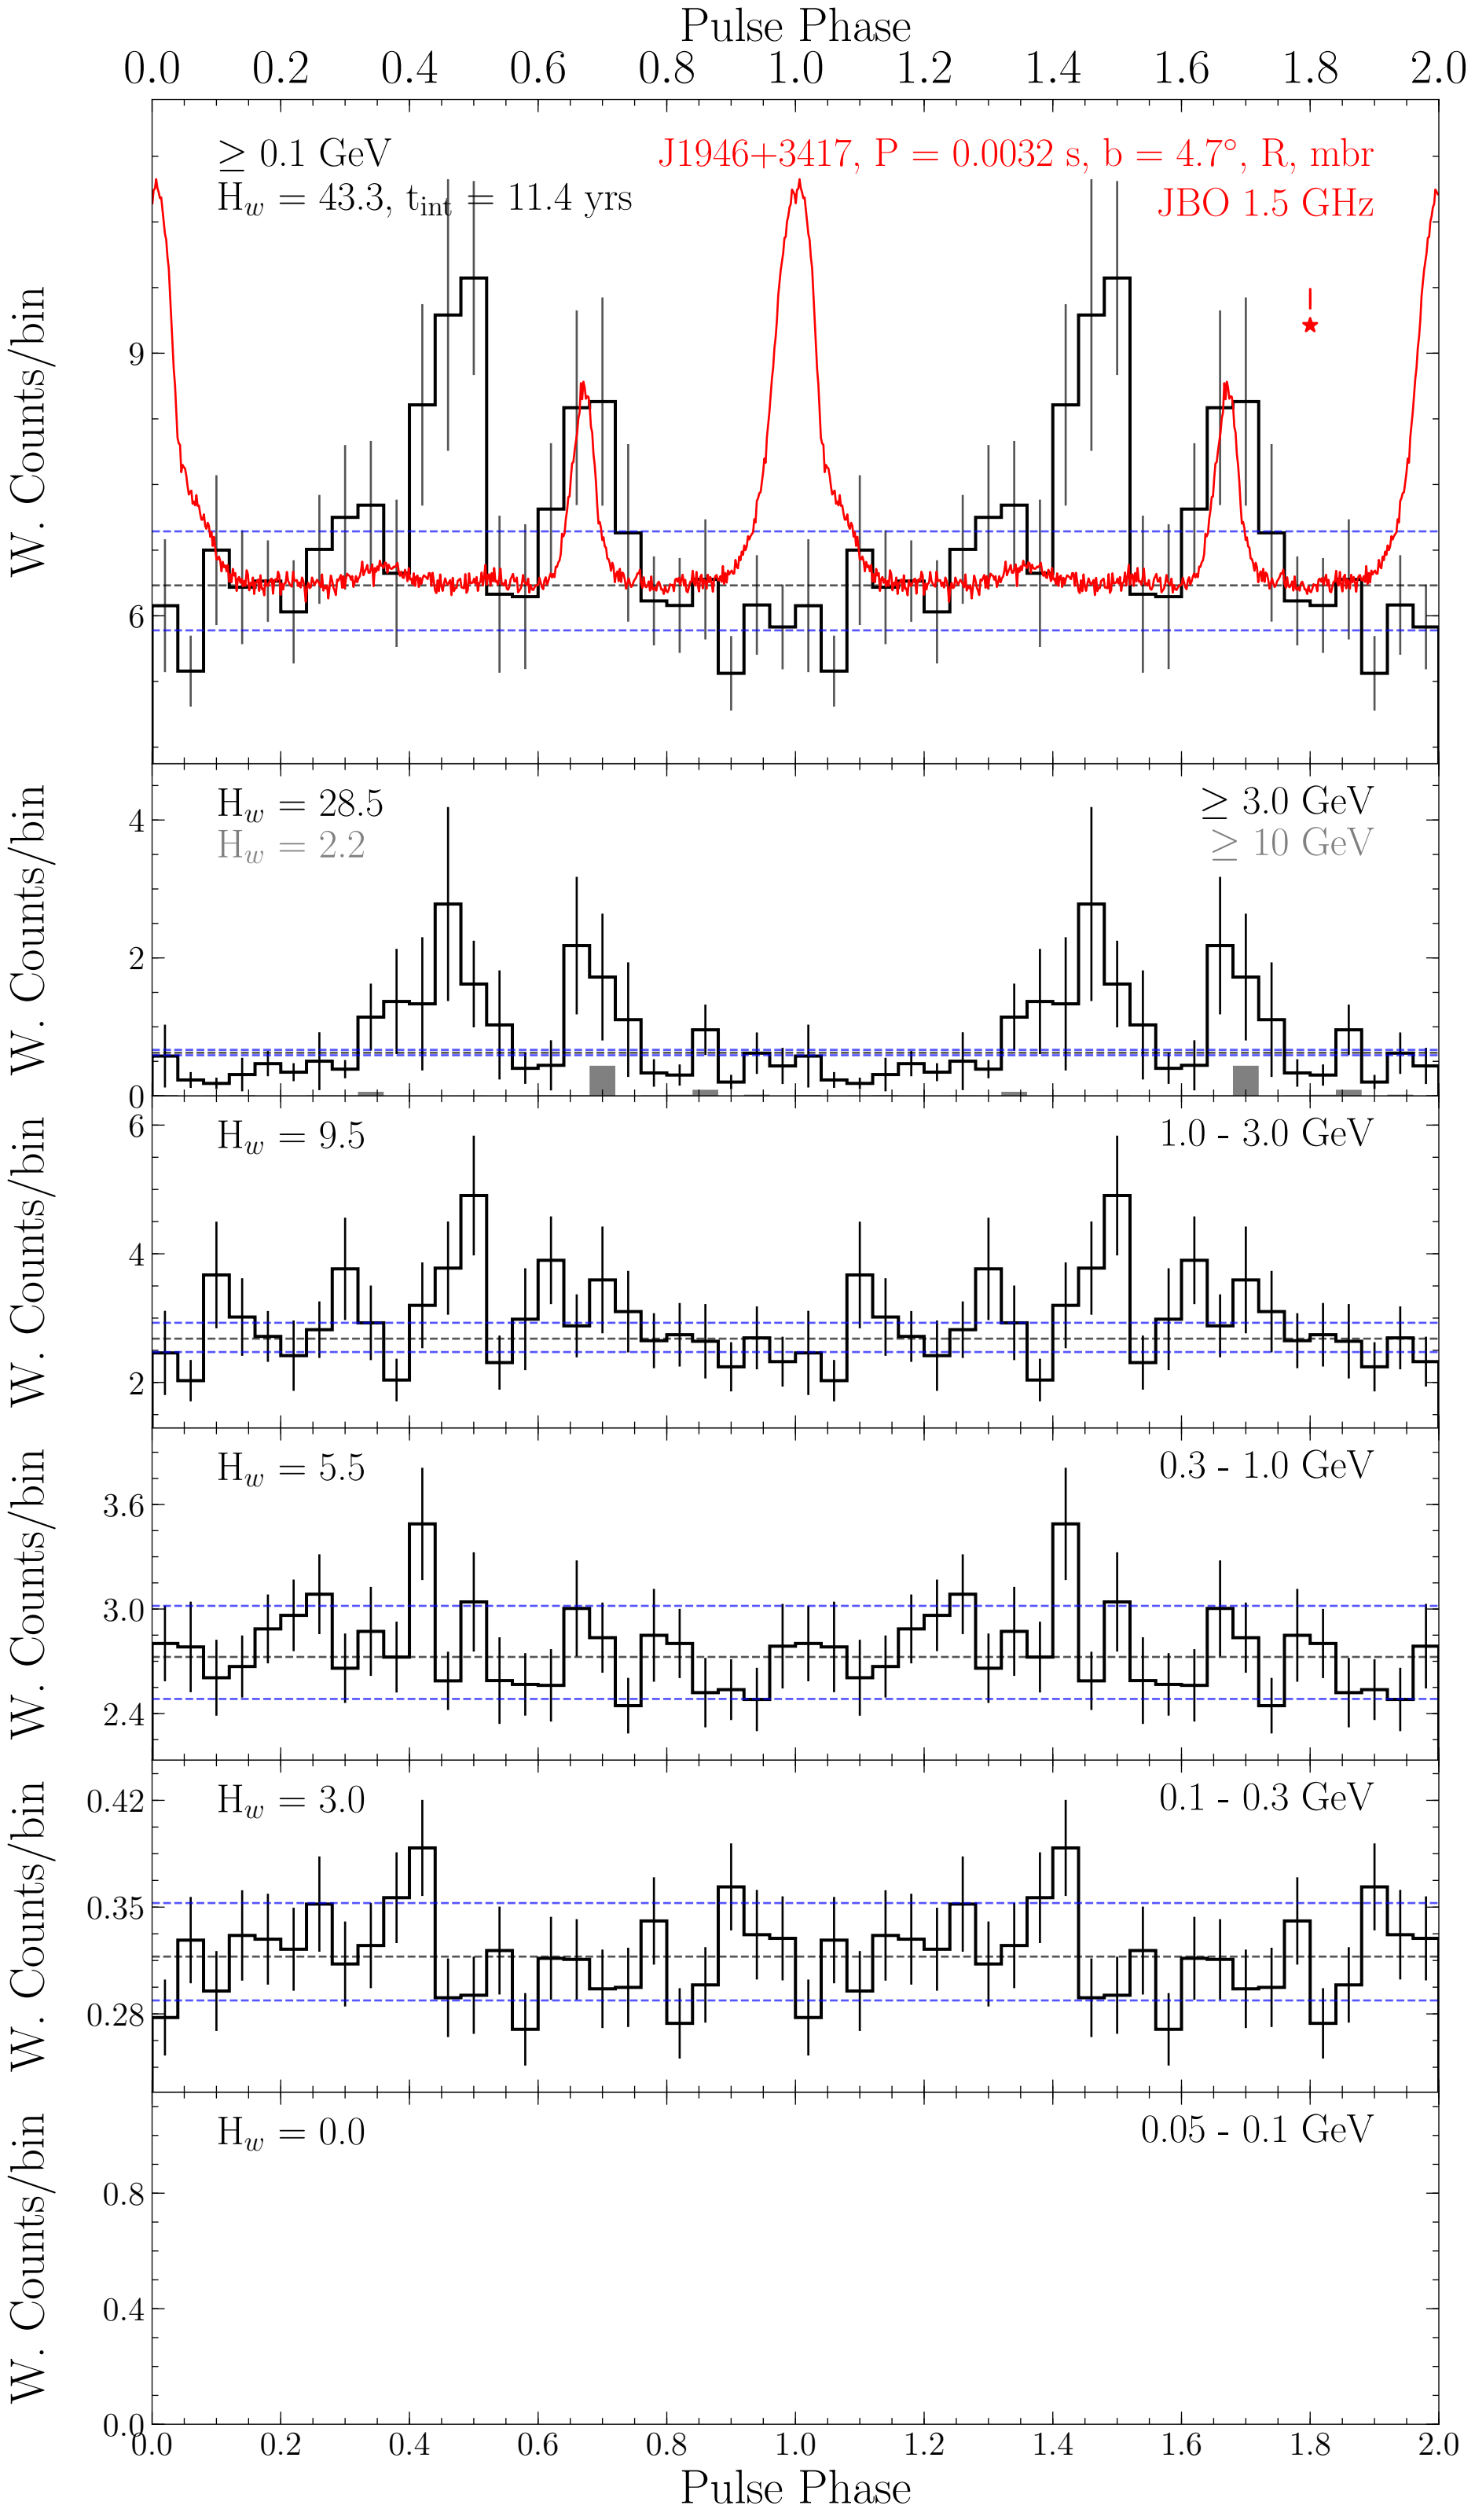 Pulse Phase
0.0 0.2 0.4 0.6 0.8 1.0 1.2 1.4 1.6 1.8 2.0
≥ 0.1 GeV
J1946+3417, P = 0.0032 s, b = 4.7°, R, mbr
H_w = 43.3, t_int = 11.4 yrs
JBO 1.5 GHz
W. Counts/bin
9
6
H_w = 28.5
≥ 3.0 GeV
H_w = 2.2
≥ 10 GeV
W. Counts/bin
4
2
0
H_w = 9.5
1.0 - 3.0 GeV
W. Counts/bin
6
4
2
H_w = 5.5
0.3 - 1.0 GeV
W. Counts/bin
3.6
3.0
2.4
H_w = 3.0
0.1 - 0.3 GeV
W. Counts/bin
0.42
0.35
0.28
H_w = 0.0
0.05 - 0.1 GeV
W. Counts/bin
0.8
0.4
0.0
0.0 0.2 0.4 0.6 0.8 1.0 1.2 1.4 1.6 1.8 2.0
Pulse Phase